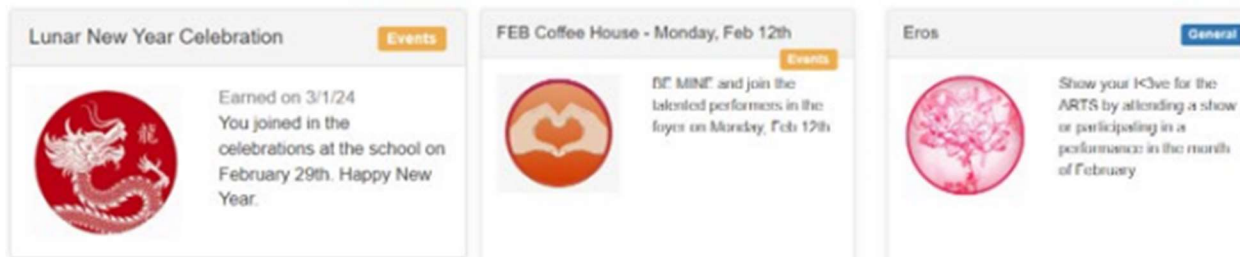 Lunar New Year Celebration
Events
龍
Earned on 3/1/24
You joined in the
celebrations at the school on
February 29th. Happy New
Year.
FEB Coffee House - Monday, Feb 12th
Events
BE MINE and join the
talented performers in the
foyer on Monday, Feb 12th
Eros
General
Show your I<3ve for the
ARTS by attending a show
or participating in a
performance in the month
of February